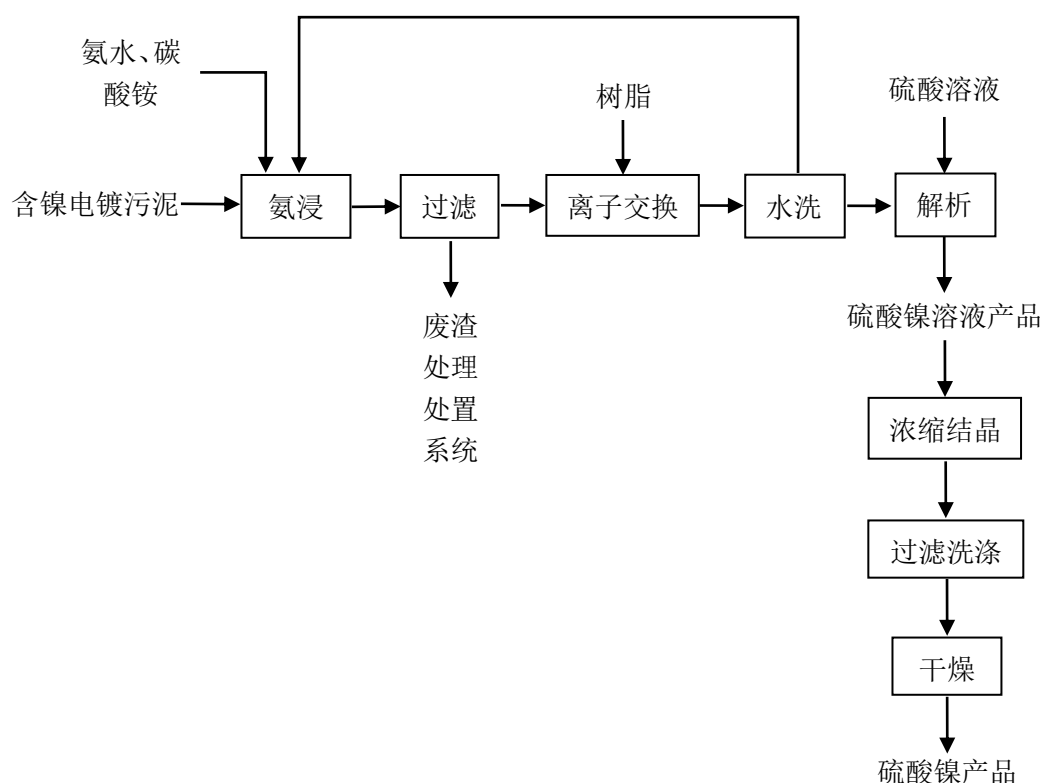 氨水、碳
酸铵
树脂
硫酸溶液
含镍电镀污泥
氨浸
过滤
离子交换
水洗
解析
废渣
处理
处置
系统
硫酸镍溶液产品
浓缩结晶
过滤洗涤
干燥
硫酸镍产品